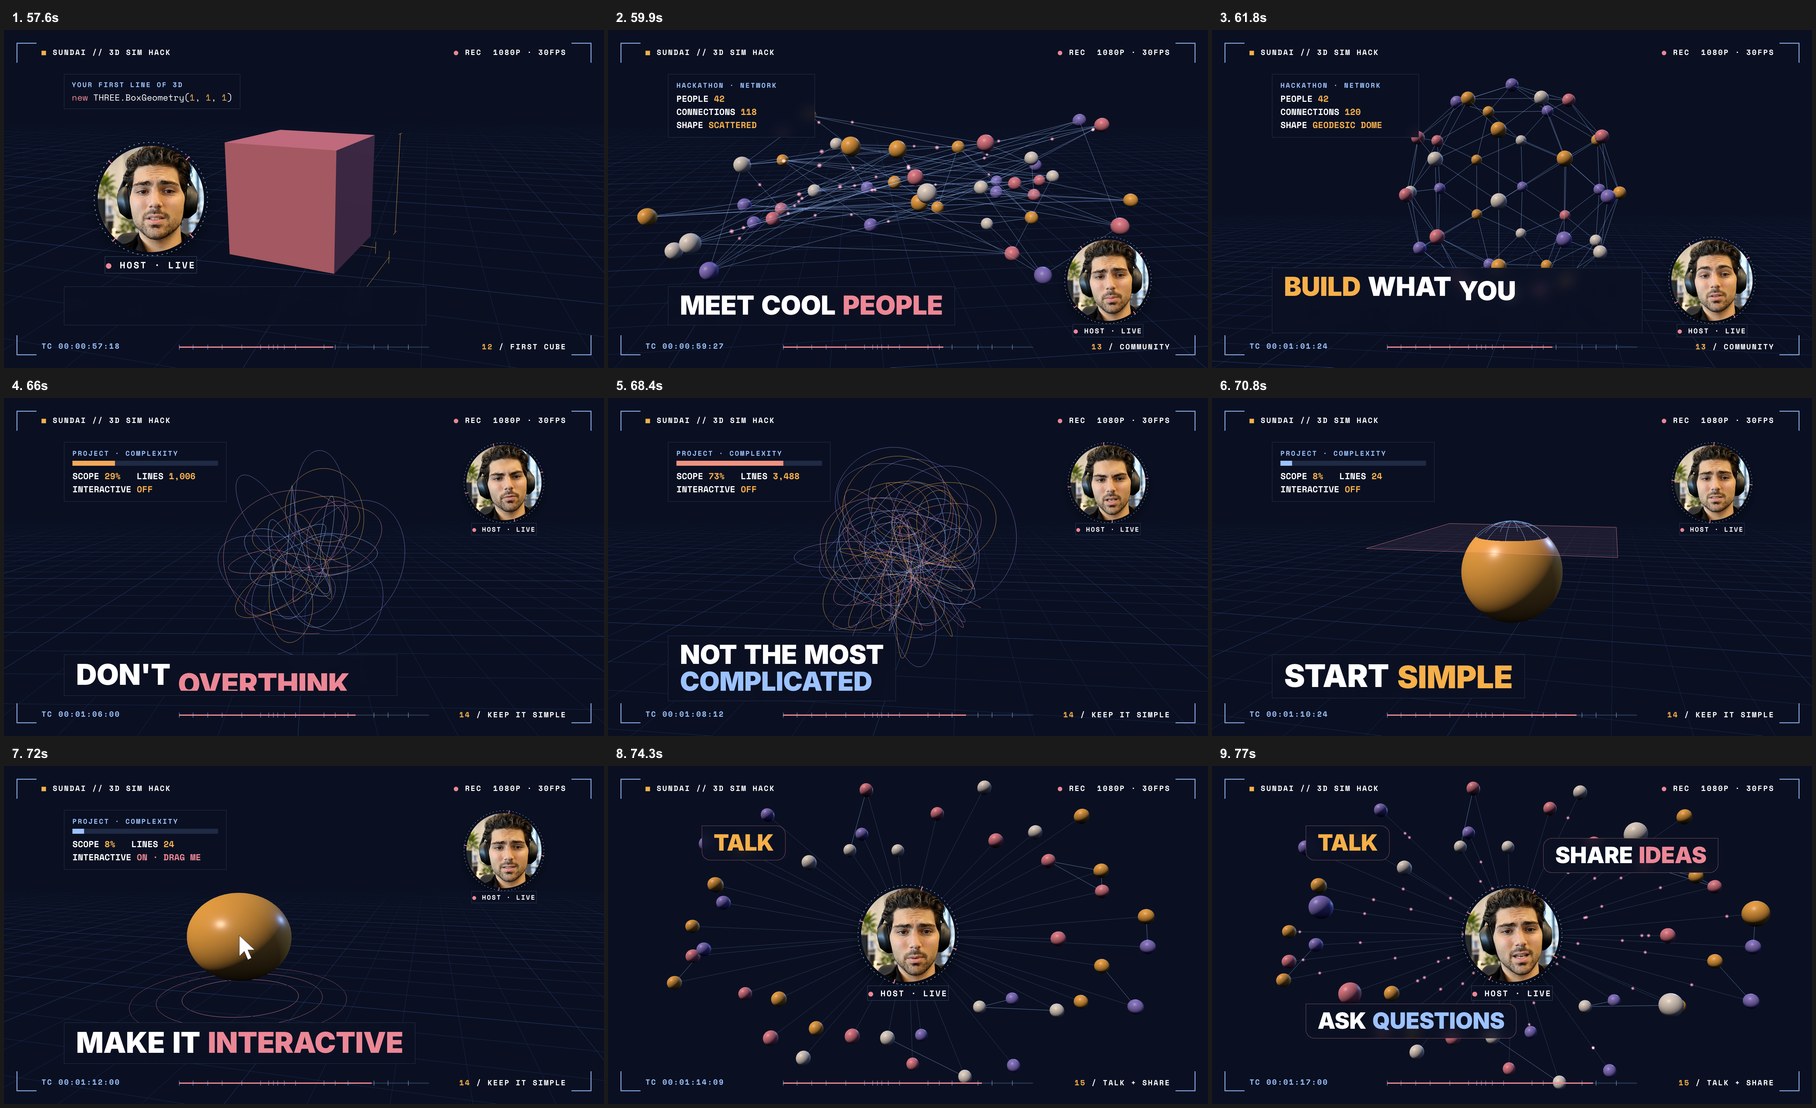 1. 57.6s
SUNDAI // 3D SIM HACK
REC 1080P · 30FPS
YOUR FIRST LINE OF 3D
new THREE.BoxGeometry(1, 1, 1)
HOST · LIVE
TC 00:00:57:18
12 / FIRST CUBE
2. 59.9s
SUNDAI // 3D SIM HACK
REC 1080P · 30FPS
HACKATHON · NETWORK
PEOPLE 42
CONNECTIONS 118
SHAPE SCATTERED
MEET COOL PEOPLE
HOST · LIVE
TC 00:00:59:27
13 / COMMUNITY
3. 61.8s
SUNDAI // 3D SIM HACK
REC 1080P · 30FPS
HACKATHON · NETWORK
PEOPLE 42
CONNECTIONS 120
SHAPE GEODESIC DOME
BUILD WHAT YOU
HOST · LIVE
TC 00:01:01:24
13 / COMMUNITY
4. 66s
SUNDAI // 3D SIM HACK
REC 1080P · 30FPS
PROJECT · COMPLEXITY
SCOPE 29% LINES 1,006
INTERACTIVE OFF
HOST · LIVE
DON'T OVERTHINK
TC 00:01:06:00
14 / KEEP IT SIMPLE
5. 68.4s
SUNDAI // 3D SIM HACK
REC 1080P · 30FPS
PROJECT · COMPLEXITY
SCOPE 73% LINES 3,488
INTERACTIVE OFF
HOST · LIVE
NOT THE MOST
COMPLICATED
TC 00:01:08:12
14 / KEEP IT SIMPLE
6. 70.8s
SUNDAI // 3D SIM HACK
REC 1080P · 30FPS
PROJECT · COMPLEXITY
SCOPE 8% LINES 24
INTERACTIVE OFF
HOST · LIVE
START SIMPLE
TC 00:01:10:24
14 / KEEP IT SIMPLE
7. 72s
SUNDAI // 3D SIM HACK
REC 1080P · 30FPS
PROJECT · COMPLEXITY
SCOPE 8% LINES 24
INTERACTIVE ON · DRAG ME
HOST · LIVE
MAKE IT INTERACTIVE
TC 00:01:12:00
14 / KEEP IT SIMPLE
8. 74.3s
SUNDAI // 3D SIM HACK
REC 1080P · 30FPS
TALK
HOST · LIVE
TC 00:01:14:09
15 / TALK + SHARE
9. 77s
SUNDAI // 3D SIM HACK
REC 1080P · 30FPS
TALK
SHARE IDEAS
HOST · LIVE
ASK QUESTIONS
TC 00:01:17:00
15 / TALK + SHARE